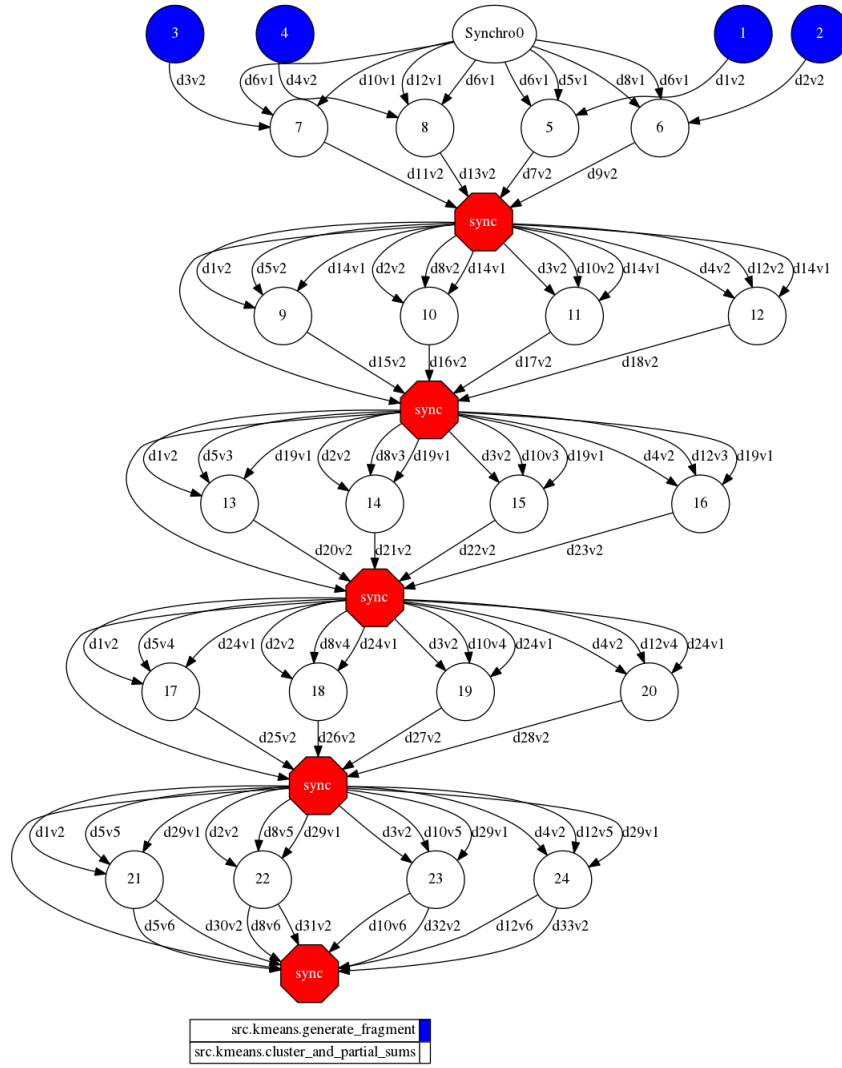 3 4 Synchro0 1 2
d3v2 d6v1 d4v2 d10v1 d12v1 d6v1 d6v1 d5v1 d8v1 d6v1 d1v2 d2v2
7 8 5 6
d11v2 d13v2 d7v2 d9v2
sync
d1v2 d5v2 d14v1 d2v2 d8v2 d14v1 d3v2 d10v2 d14v1 d4v2 d12v2 d14v1
9 10 11 12
d15v2 d16v2 d17v2 d18v2
sync
d1v2 d5v3 d19v1 d2v2 d8v3 d19v1 d3v2 d10v3 d19v1 d4v2 d12v3 d19v1
13 14 15 16
d20v2 d21v2 d22v2 d23v2
sync
d1v2 d5v4 d24v1 d2v2 d8v4 d24v1 d3v2 d10v4 d24v1 d4v2 d12v4 d24v1
17 18 19 20
d25v2 d26v2 d27v2 d28v2
sync
d1v2 d5v5 d29v1 d2v2 d8v5 d29v1 d3v2 d10v5 d29v1 d4v2 d12v5 d29v1
21 22 23 24
d5v6 d30v2 d8v6 d31v2 d10v6 d32v2 d12v6 d33v2
sync
src.kmeans.generate_fragment
src.kmeans.cluster_and_partial_sums